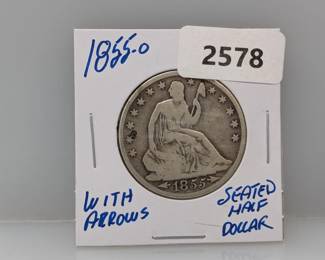 1855-O
2578
1855
WITH
ARROWS
SEATED
HALF
DOLLAR